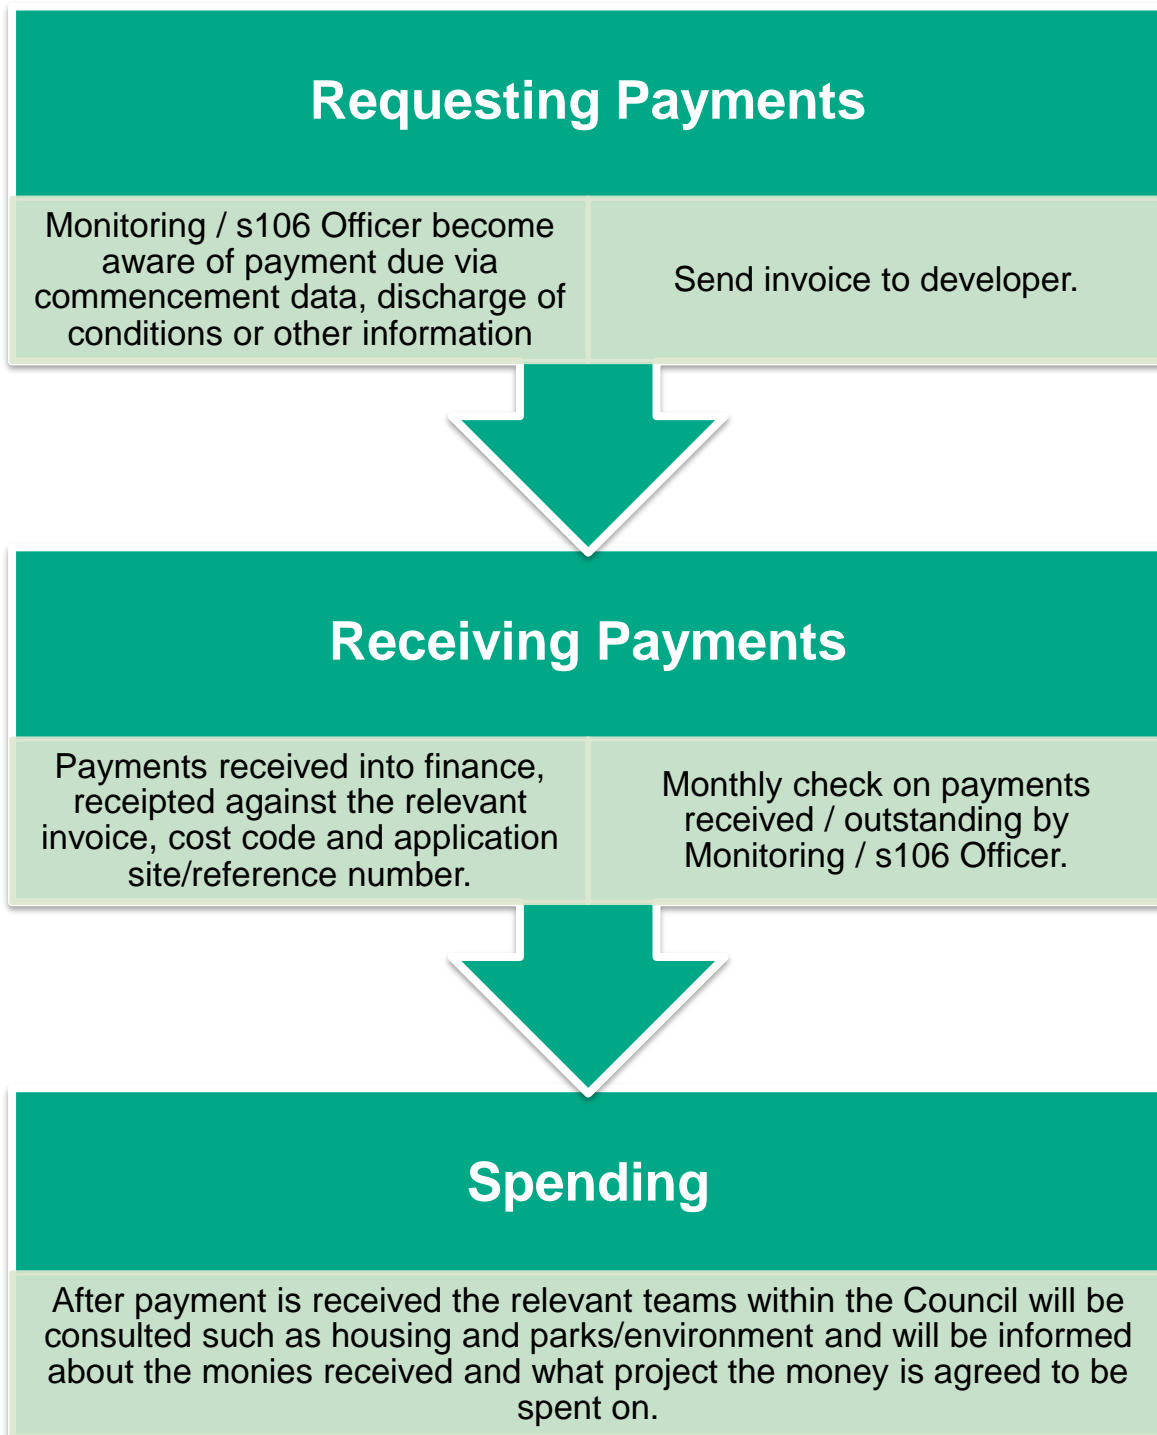 Requesting Payments
Monitoring / s106 Officer become
aware of payment due via
commencement data, discharge of
conditions or other information
Send invoice to developer.
Receiving Payments
Payments received into finance,
receipted against the relevant
invoice, cost code and application
site/reference number.
Monthly check on payments
received / outstanding by
Monitoring / s106 Officer.
Spending
After payment is received the relevant teams within the Council will be
consulted such as housing and parks/environment and will be informed
about the monies received and what project the money is agreed to be
spent on.